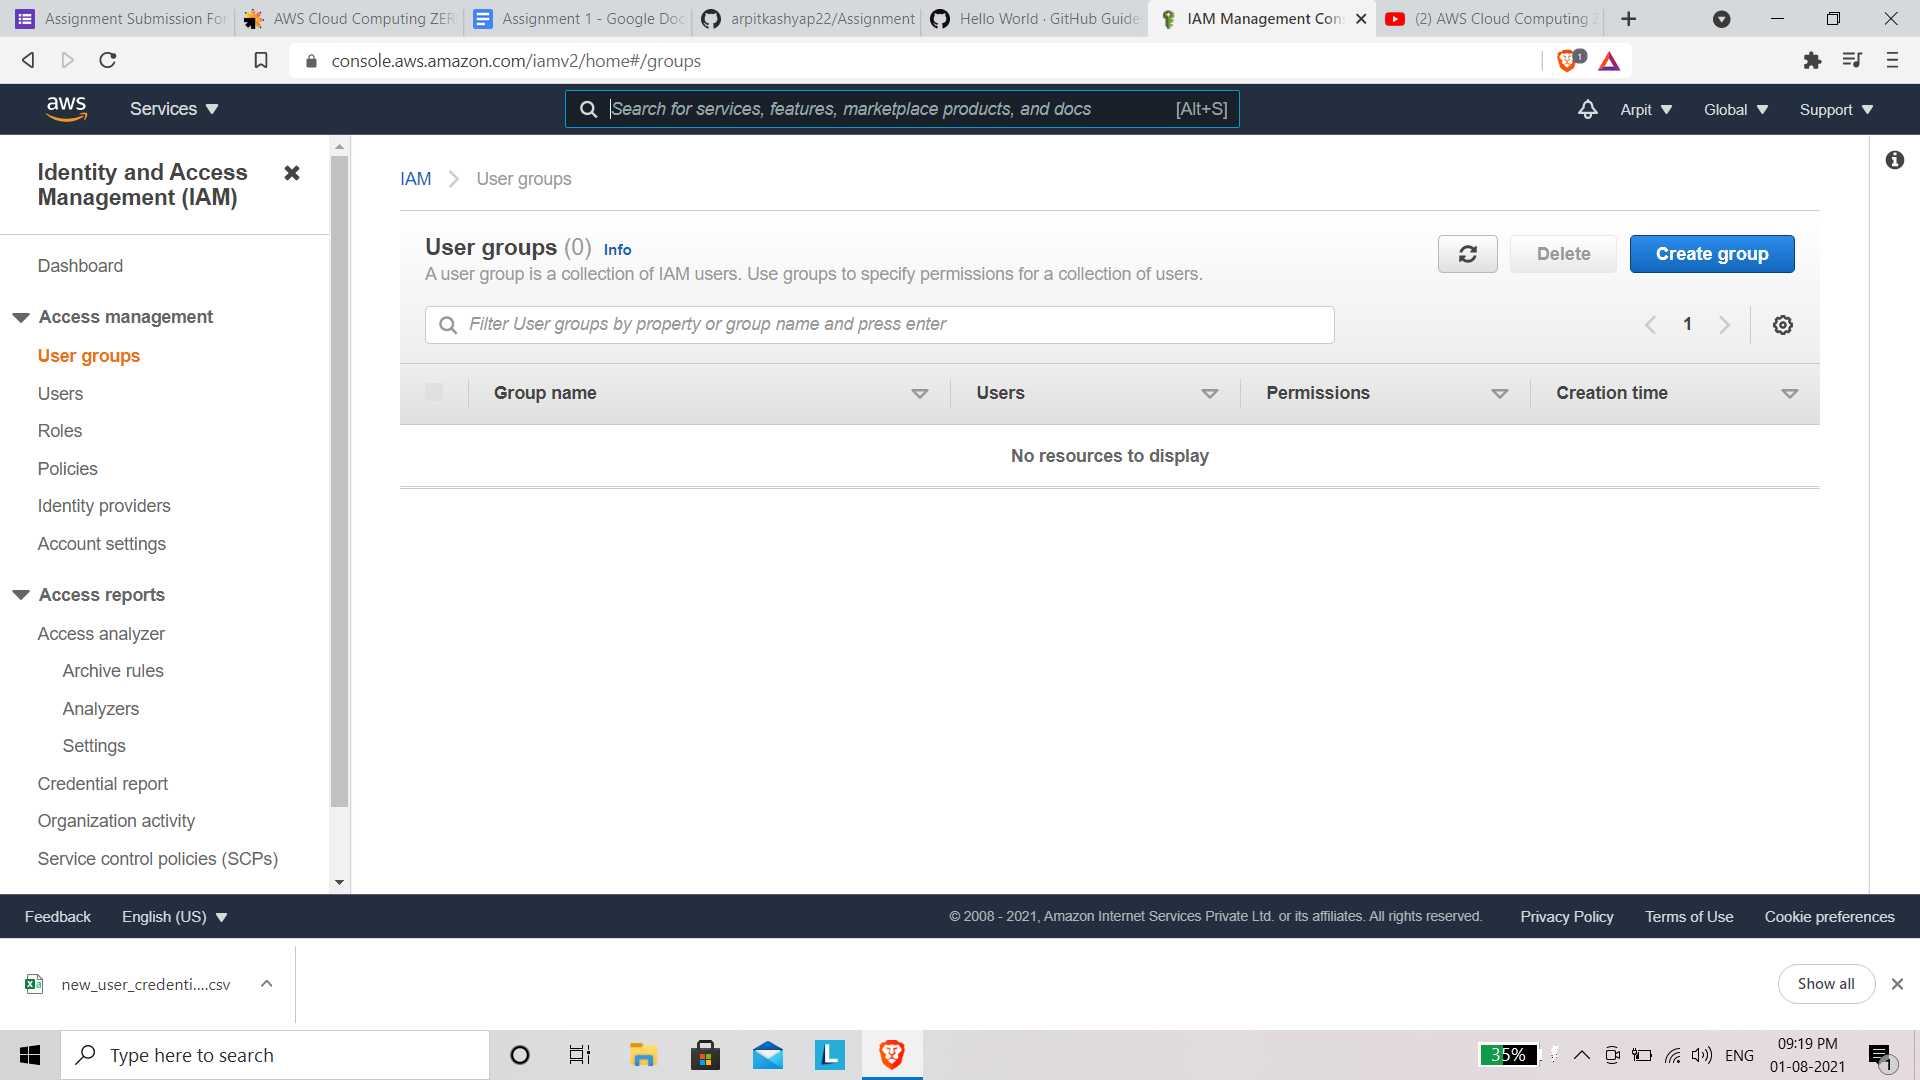 Assignment Submission For
AWS Cloud Computing ZER
Assignment 1 - Google Doc
arpitkashyap22/Assignment
Hello World · GitHub Guide
IAM Management Con
(2) AWS Cloud Computing Z
console.aws.amazon.com/iamv2/home#/groups
1
aws
Services
Search for services, features, marketplace products, and docs
[Alt+S]
Arpit
Global
Support
Identity and Access
Management (IAM)
Dashboard
Access management
User groups
Users
Roles
Policies
Identity providers
Account settings
Access reports
Access analyzer
Archive rules
Analyzers
Settings
Credential report
Organization activity
Service control policies (SCPs)
IAM
User groups
User groups (0) Info
A user group is a collection of IAM users. Use groups to specify permissions for a collection of users.
Delete
Create group
Filter User groups by property or group name and press enter
1
Group name
Users
Permissions
Creation time
No resources to display
Feedback
English (US)
© 2008 - 2021, Amazon Internet Services Private Ltd. or its affiliates. All rights reserved.
Privacy Policy
Terms of Use
Cookie preferences
new_user_credenti....csv
Show all
Type here to search
L
35%
ENG
09:19 PM
01-08-2021
1